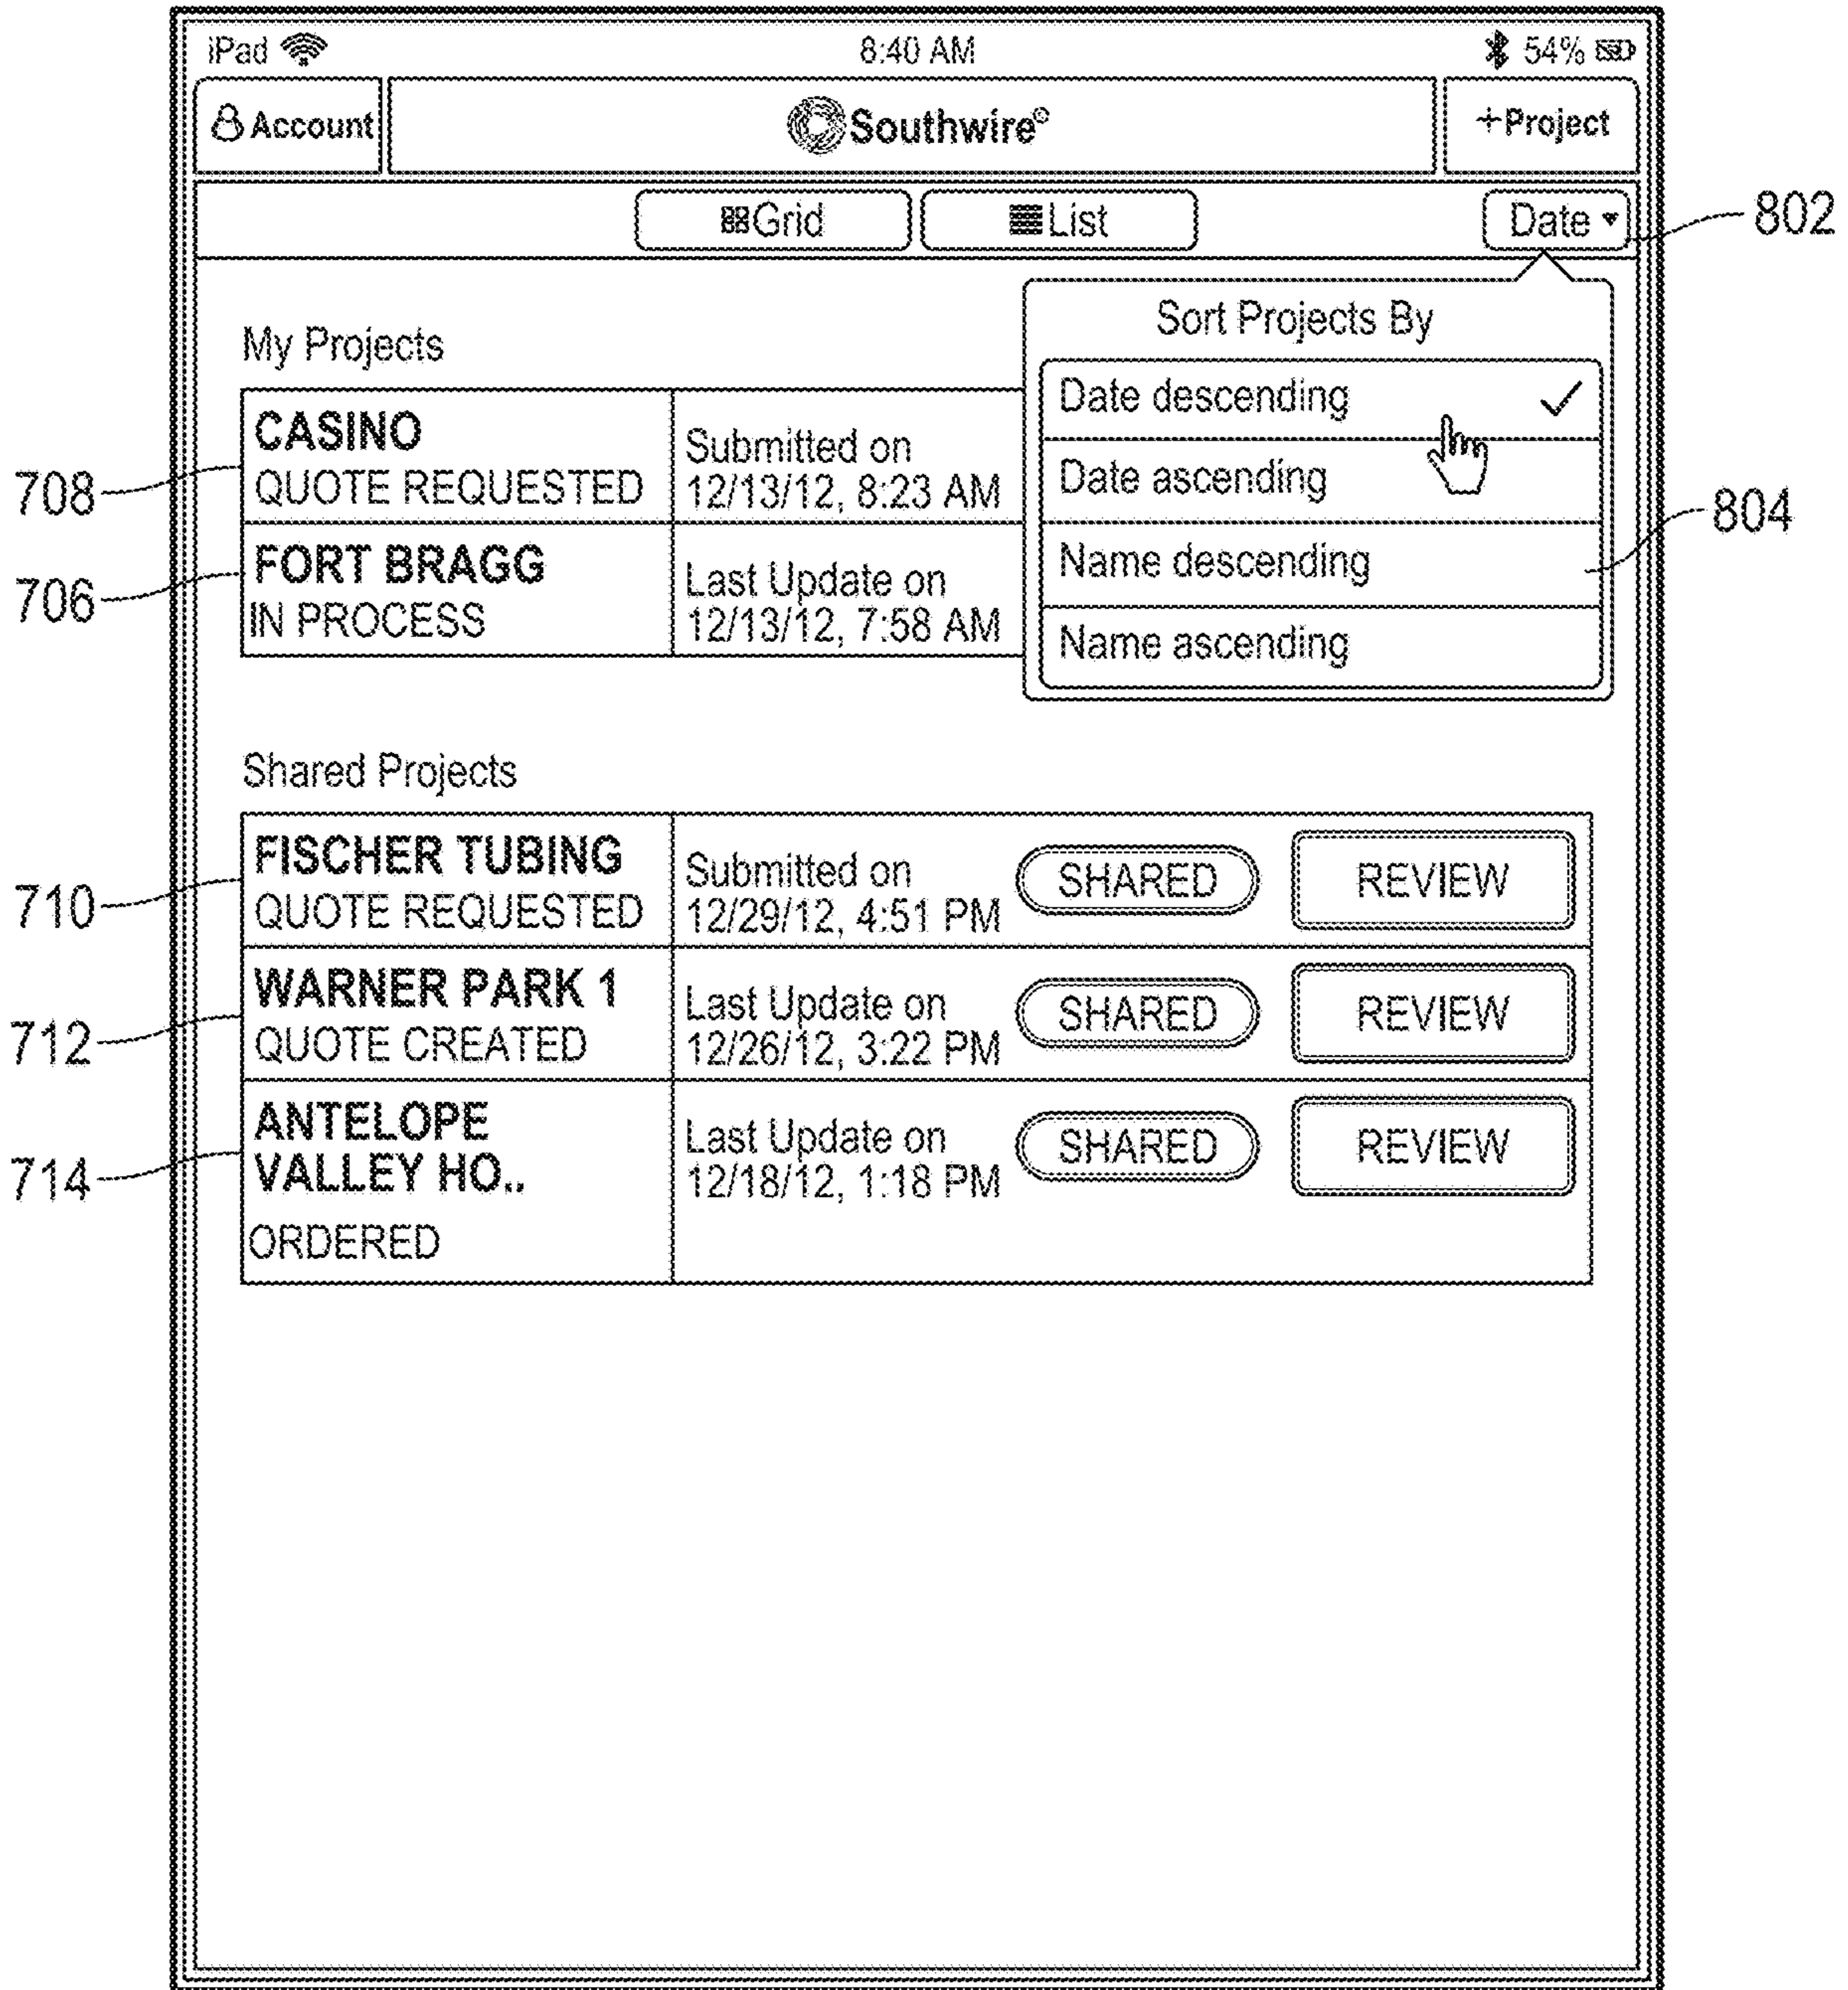 iPad 8:40 AM 54%
Account Southwire® +Project
Grid List Date 802
Sort Projects By
My Projects
Date descending ✓
Date ascending
Name descending
Name ascending
804
708 CASINO
QUOTE REQUESTED
Submitted on
12/13/12, 8:23 AM
706 FORT BRAGG
IN PROCESS
Last Update on
12/13/12, 7:58 AM
Shared Projects
710 FISCHER TUBING
QUOTE REQUESTED
Submitted on
12/29/12, 4:51 PM
SHARED REVIEW
712 WARNER PARK 1
QUOTE CREATED
Last Update on
12/26/12, 3:22 PM
SHARED REVIEW
714 ANTELOPE
VALLEY HO..
ORDERED
Last Update on
12/18/12, 1:18 PM
SHARED REVIEW